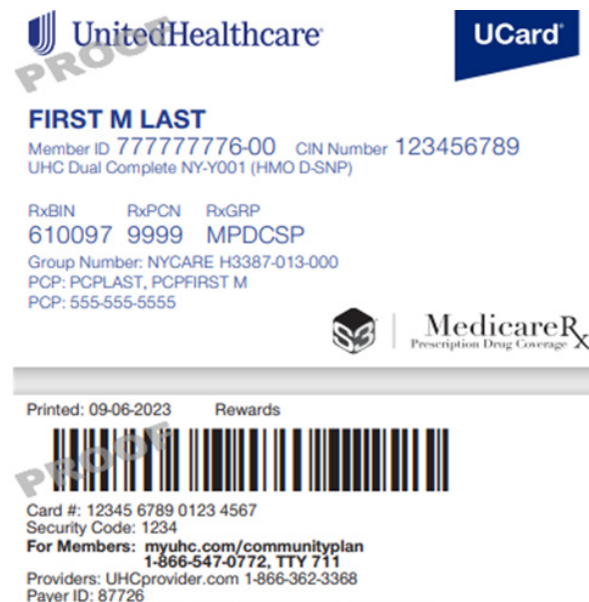 UnitedHealthcare
UCard
PROOF
FIRST M LAST
Member ID 777777776-00 CIN Number 123456789
UHC Dual Complete NY-Y001 (HMO D-SNP)
RxBIN RxPCN RxGRP
610097 9999 MPDCSP
Group Number: NYCARE H3387-013-000
PCP: PCPLAST, PCPFIRST M
PCP: 555-555-5555
S3
MedicareRx
Prescription Drug Coverage
Printed: 09-06-2023 Rewards
PROOF
Card #: 12345 6789 0123 4567
Security Code: 1234
For Members: myuhc.com/communityplan
1-866-547-0772, TTY 711
Providers: UHCprovider.com 1-866-362-3368
Payer ID: 87726